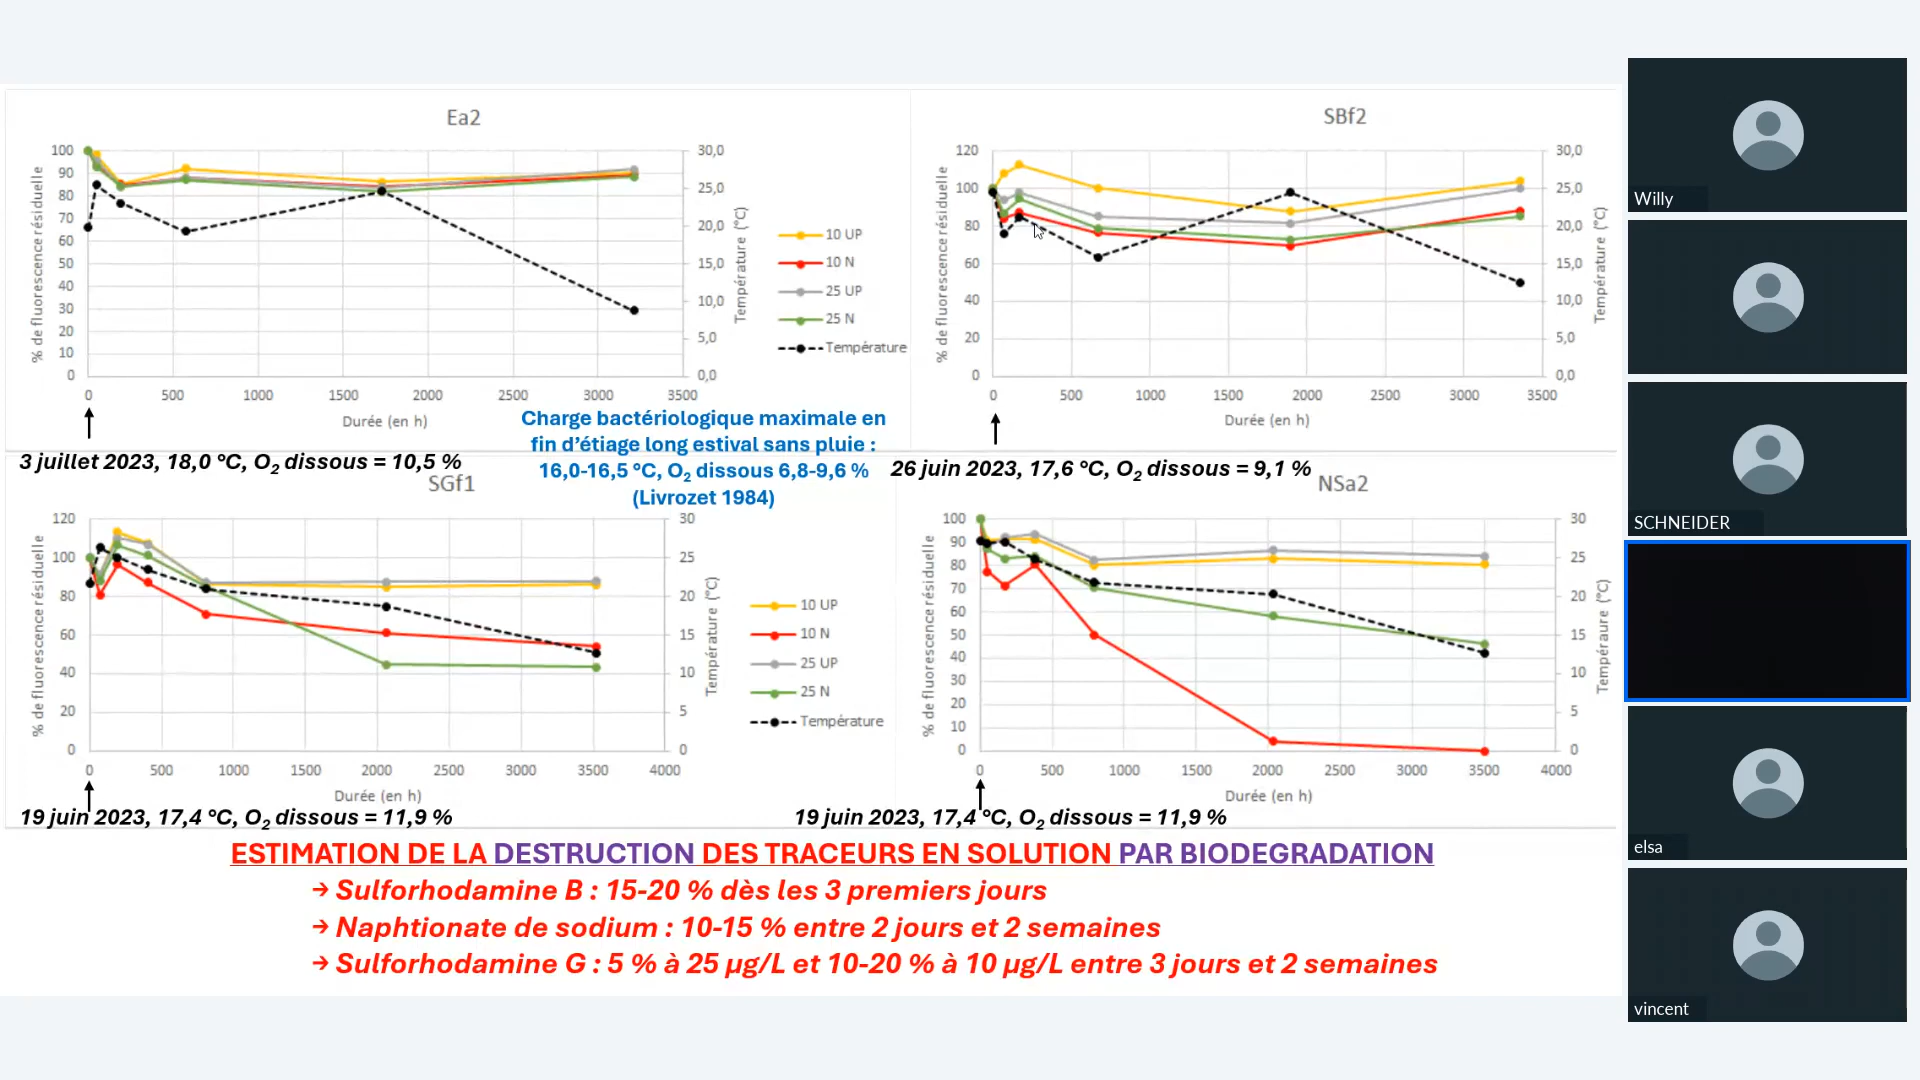 Ea2
% de fluorescence résiduelle
100
90
80
70
60
50
40
30
20
10
0
30,0
25,0
20,0
15,0
10,0
5,0
0,0
Température (°C)
0 500 1000 1500 2000 2500 3000 3500
Durée (en h)
10 UP
10 N
25 UP
25 N
Température
SBf2
% de fluorescence résiduelle
120
100
80
60
40
20
0
30,0
25,0
20,0
15,0
10,0
5,0
0,0
Température (°C)
0 500 1000 1500 2000 2500 3000 3500
Durée (en h)
Charge bactériologique maximale en
fin d'étiage long estival sans pluie :
16,0-16,5 °C, O2 dissous 6,8-9,6 %
(Livrozet 1984)
3 juillet 2023, 18,0 °C, O2 dissous = 10,5 %
26 juin 2023, 17,6 °C, O2 dissous = 9,1 %
SGf1
% de fluorescence résiduelle
120
100
80
60
40
20
0
30
25
20
15
10
5
0
Température (°C)
0 500 1000 1500 2000 2500 3000 3500 4000
Durée (en h)
10 UP
10 N
25 UP
25 N
Température
NSa2
% de fluorescence résiduelle
100
90
80
70
60
50
40
30
20
10
0
30
25
20
15
10
5
0
Tempéraure (°C)
0 500 1000 1500 2000 2500 3000 3500 4000
Durée (en h)
19 juin 2023, 17,4 °C, O2 dissous = 11,9 %
19 juin 2023, 17,4 °C, O2 dissous = 11,9 %
ESTIMATION DE LA DESTRUCTION DES TRACEURS EN SOLUTION PAR BIODEGRADATION
→ Sulforhodamine B : 15-20 % dès les 3 premiers jours
→ Naphtionate de sodium : 10-15 % entre 2 jours et 2 semaines
→ Sulforhodamine G : 5 % à 25 µg/L et 10-20 % à 10 µg/L entre 3 jours et 2 semaines
Willy
SCHNEIDER
elsa
vincent